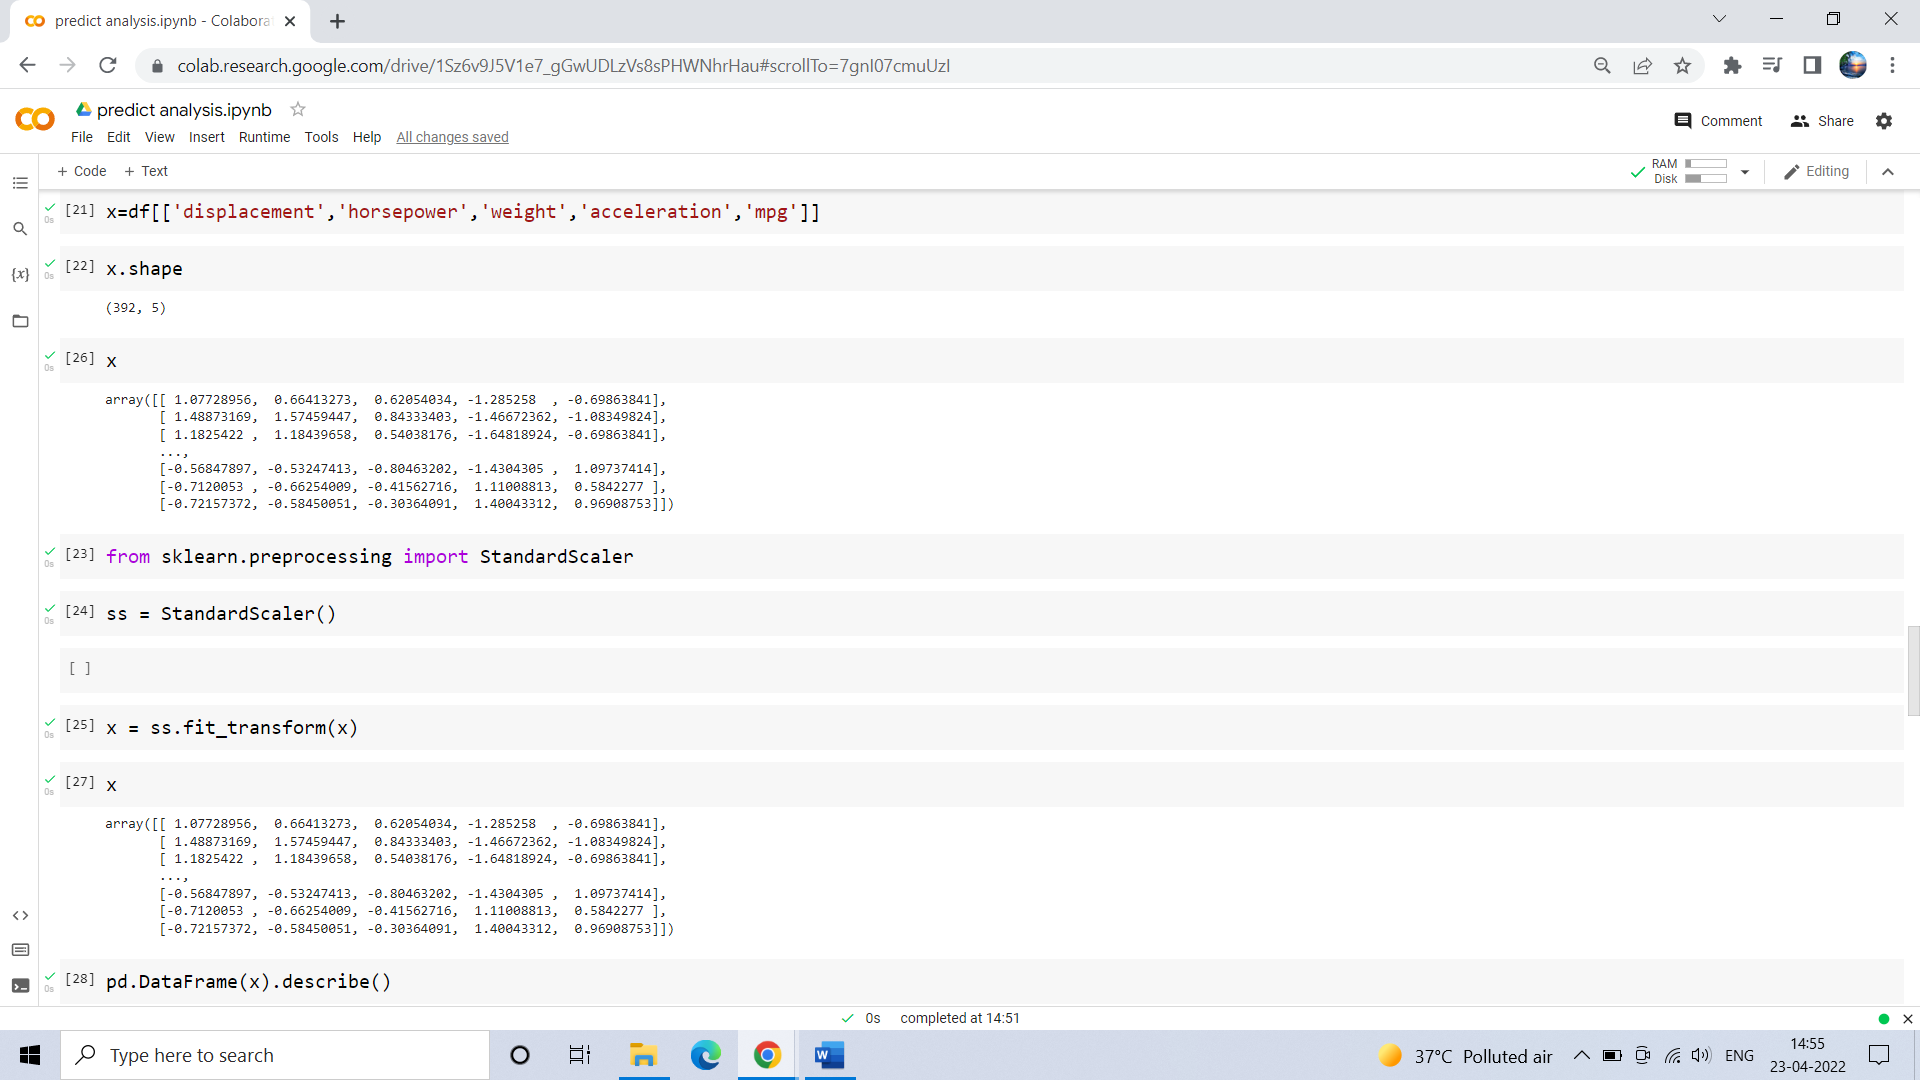 predict analysis.ipynb - Colabora
colab.research.google.com/drive/1Sz6v9J5V1e7_gGwUDLzVs8sPHWNhrHau#scrollTo=7gnI07cmuUzI
predict analysis.ipynb
File Edit View Insert Runtime Tools Help All changes saved
Comment Share
+ Code + Text
RAM
Disk
Editing
[21] x=df[['displacement','horsepower','weight','acceleration','mpg']]
0s
[22] x.shape
0s
(392, 5)
[26] x
0s
array([[ 1.07728956,  0.66413273,  0.62054034, -1.285258  , -0.69863841],
[ 1.48873169,  1.57459447,  0.84333403, -1.46672362, -1.08349824],
[ 1.1825422 ,  1.18439658,  0.54038176, -1.64818924, -0.69863841],
...,
[-0.56847897, -0.53247413, -0.80463202, -1.4304305 ,  1.09737414],
[-0.7120053 , -0.66254009, -0.41562716,  1.11008813,  0.5842277 ],
[-0.72157372, -0.58450051, -0.30364091,  1.40043312,  0.96908753]])
[23] from sklearn.preprocessing import StandardScaler
0s
[24] ss = StandardScaler()
0s
[ ]
[25] x = ss.fit_transform(x)
0s
[27] x
0s
array([[ 1.07728956,  0.66413273,  0.62054034, -1.285258  , -0.69863841],
[ 1.48873169,  1.57459447,  0.84333403, -1.46672362, -1.08349824],
[ 1.1825422 ,  1.18439658,  0.54038176, -1.64818924, -0.69863841],
...,
[-0.56847897, -0.53247413, -0.80463202, -1.4304305 ,  1.09737414],
[-0.7120053 , -0.66254009, -0.41562716,  1.11008813,  0.5842277 ],
[-0.72157372, -0.58450051, -0.30364091,  1.40043312,  0.96908753]])
[28] pd.DataFrame(x).describe()
0s
0s completed at 14:51
Type here to search
37°C Polluted air
ENG
14:55
23-04-2022